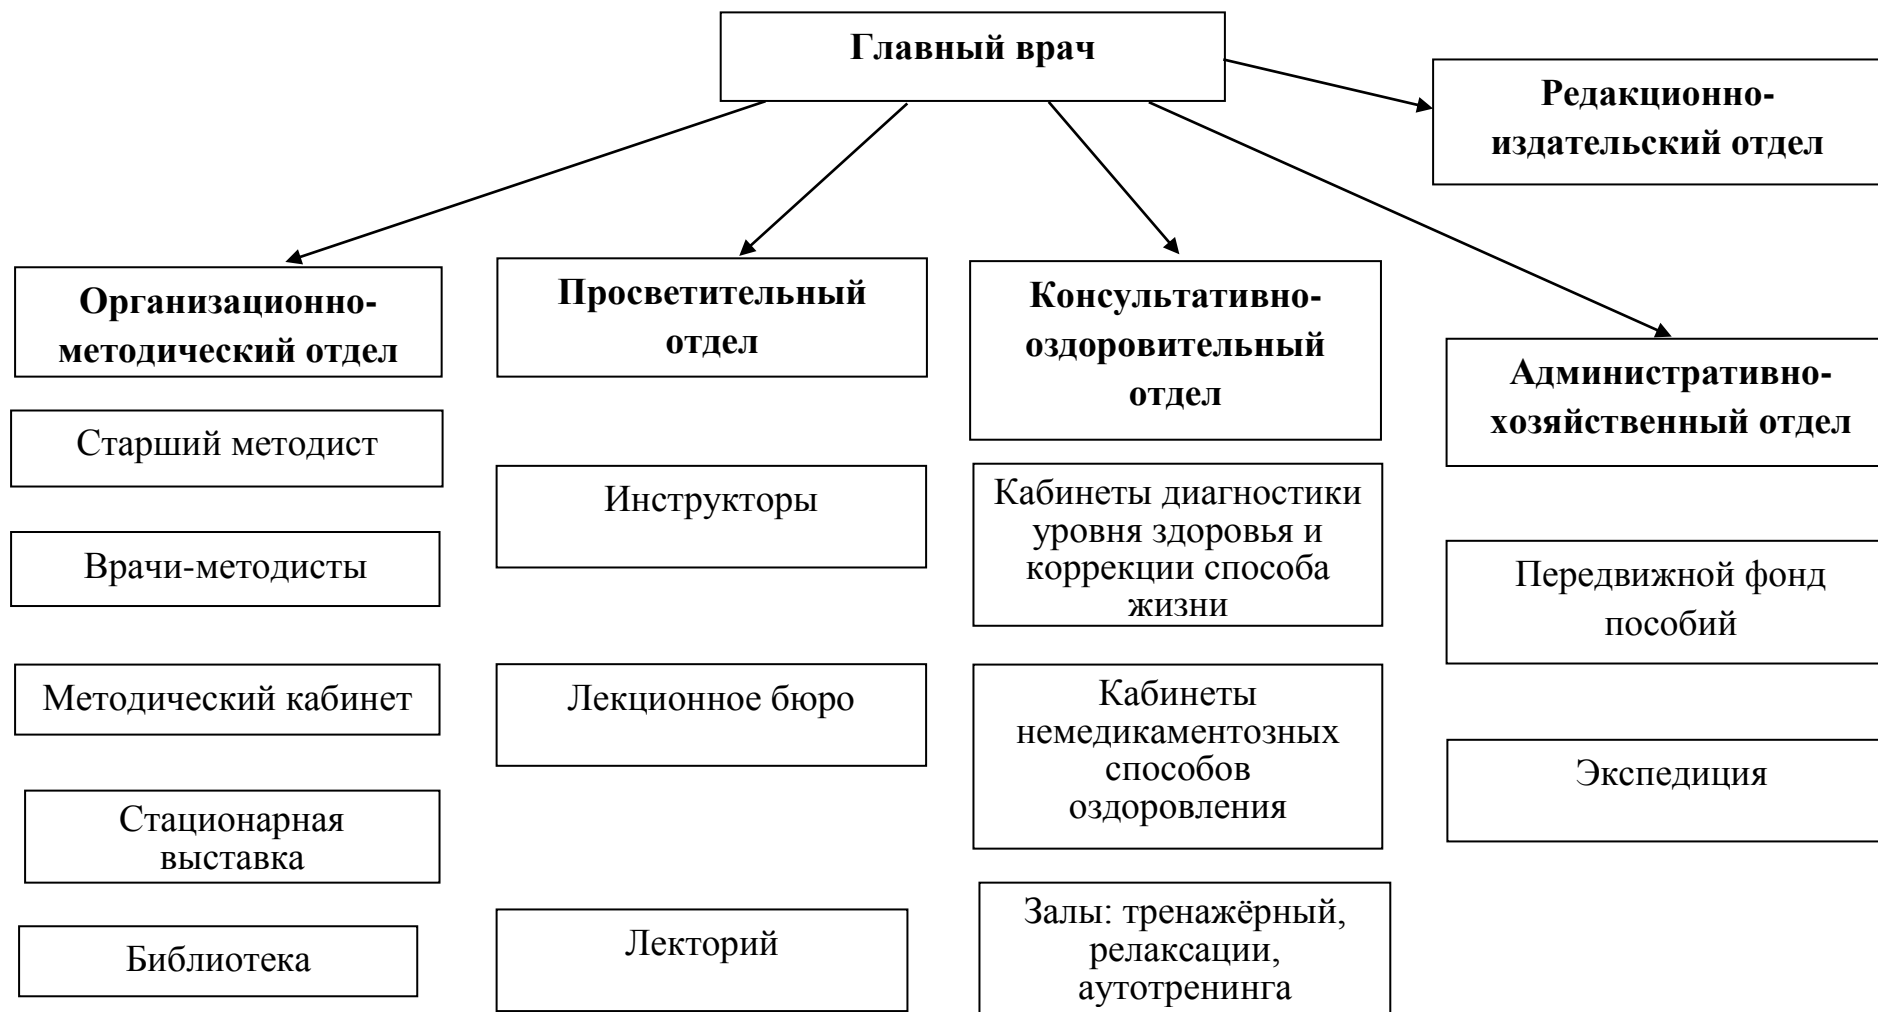 Главный врач
Редакционно-
издательский отдел
Организационно-
методический отдел
Старший методист
Врачи-методисты
Методический кабинет
Стационарная
выставка
Библиотека
Просветительный
отдел
Инструкторы
Лекционное бюро
Лекторий
Консультативно-
оздоровительный
отдел
Кабинеты диагностики
уровня здоровья и
коррекции способа
жизни
Кабинеты
немедикаментозных
способов
оздоровления
Залы: тренажёрный,
релаксации,
аутотренинга
Административно-
хозяйственный отдел
Передвижной фонд
пособий
Экспедиция